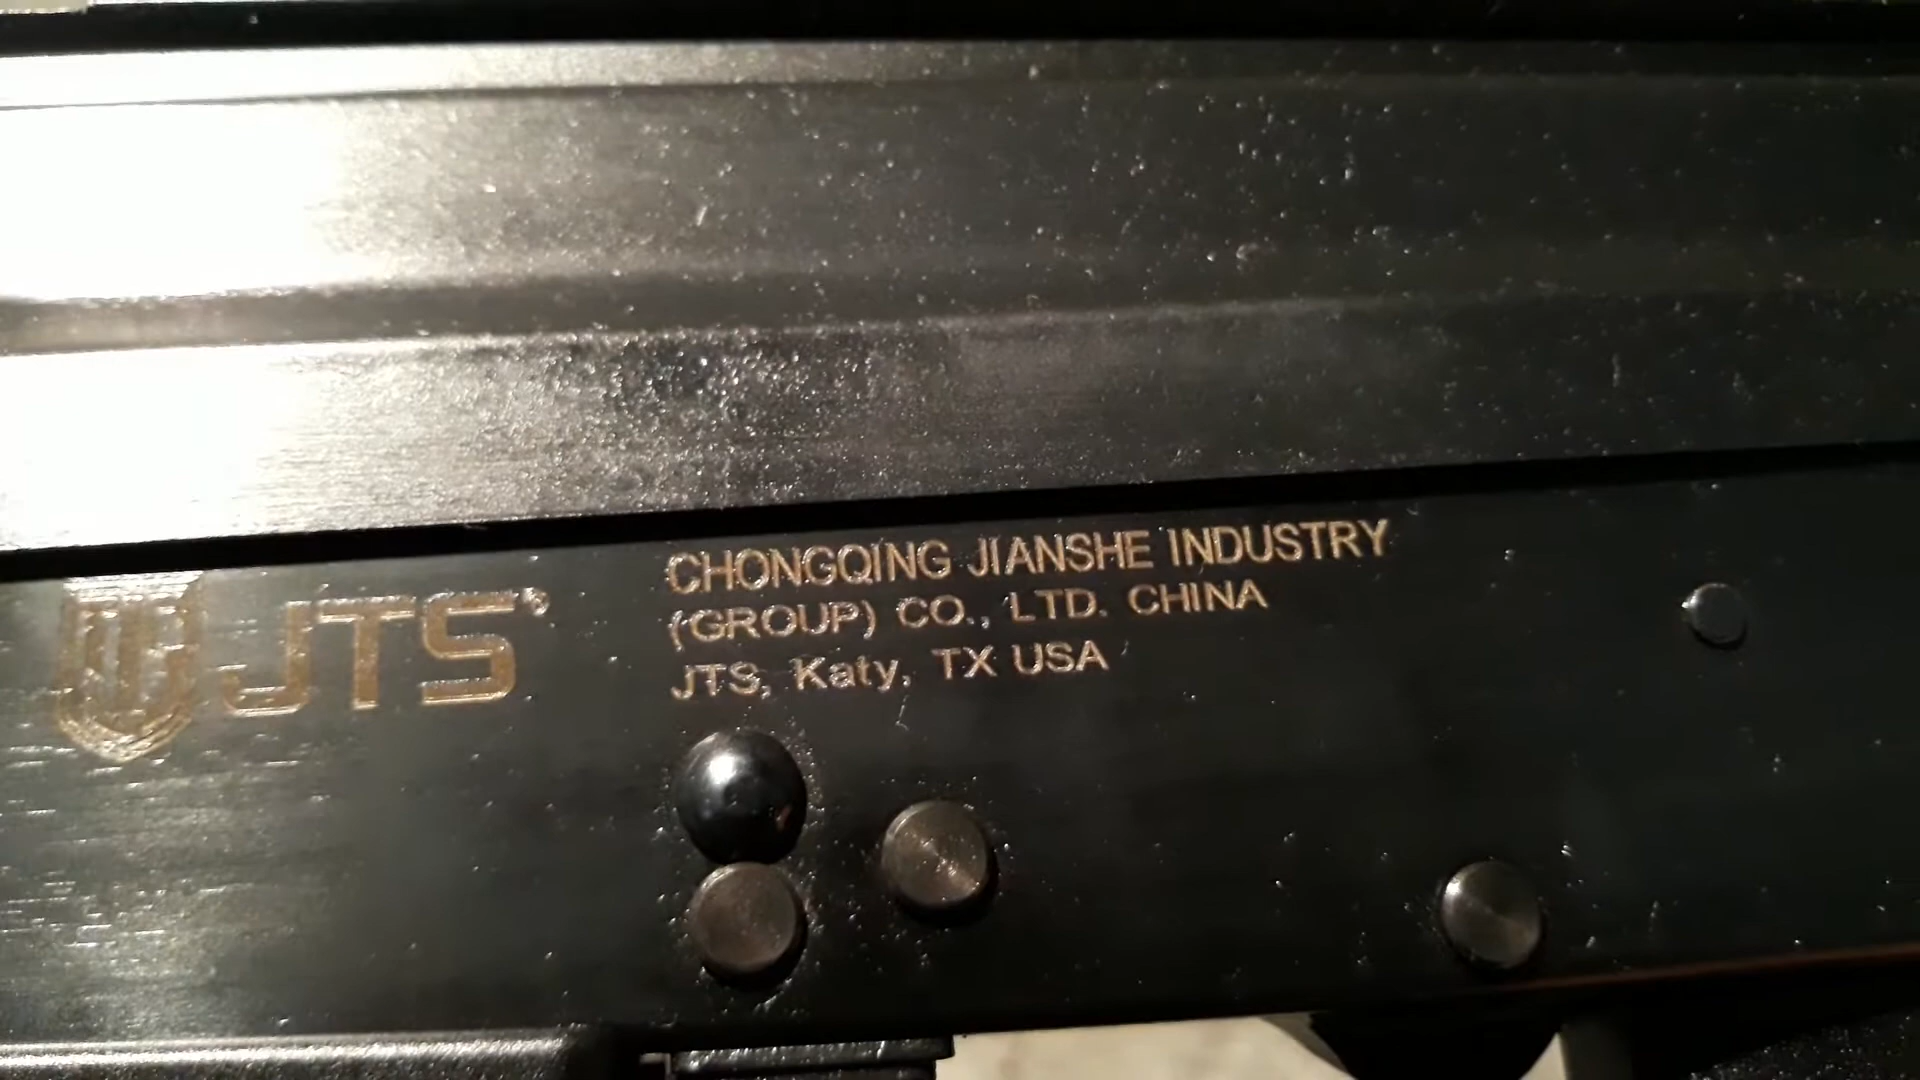 JTS®
CHONGQING JIANSHE INDUSTRY
(GROUP) CO., LTD. CHINA
JTS, Katy, TX USA